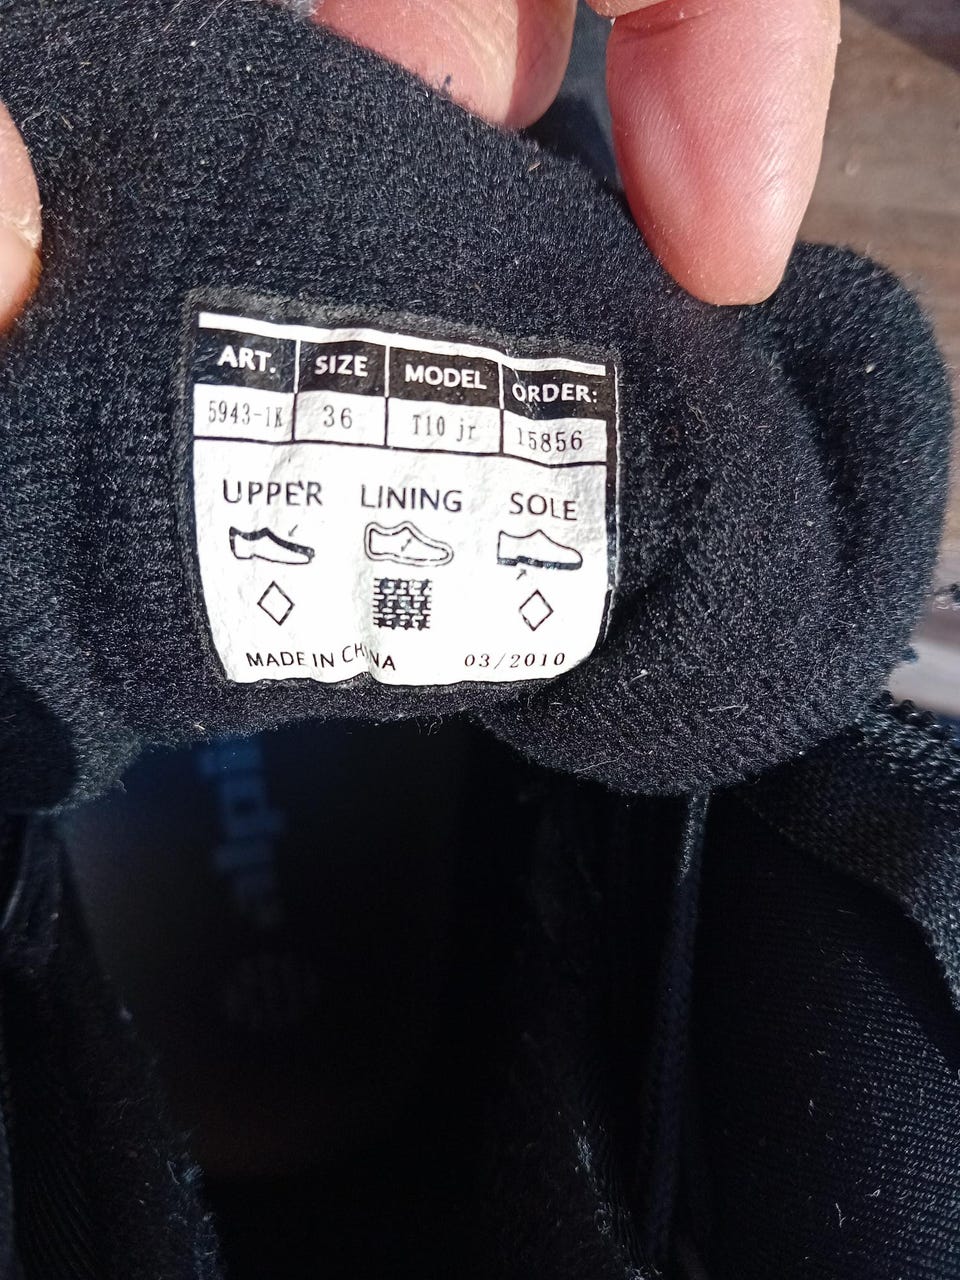 ART. SIZE MODEL ORDER:
5943-1K 36 T10 jr 15856
UPPER LINING SOLE
MADE IN CHINA 03/2010